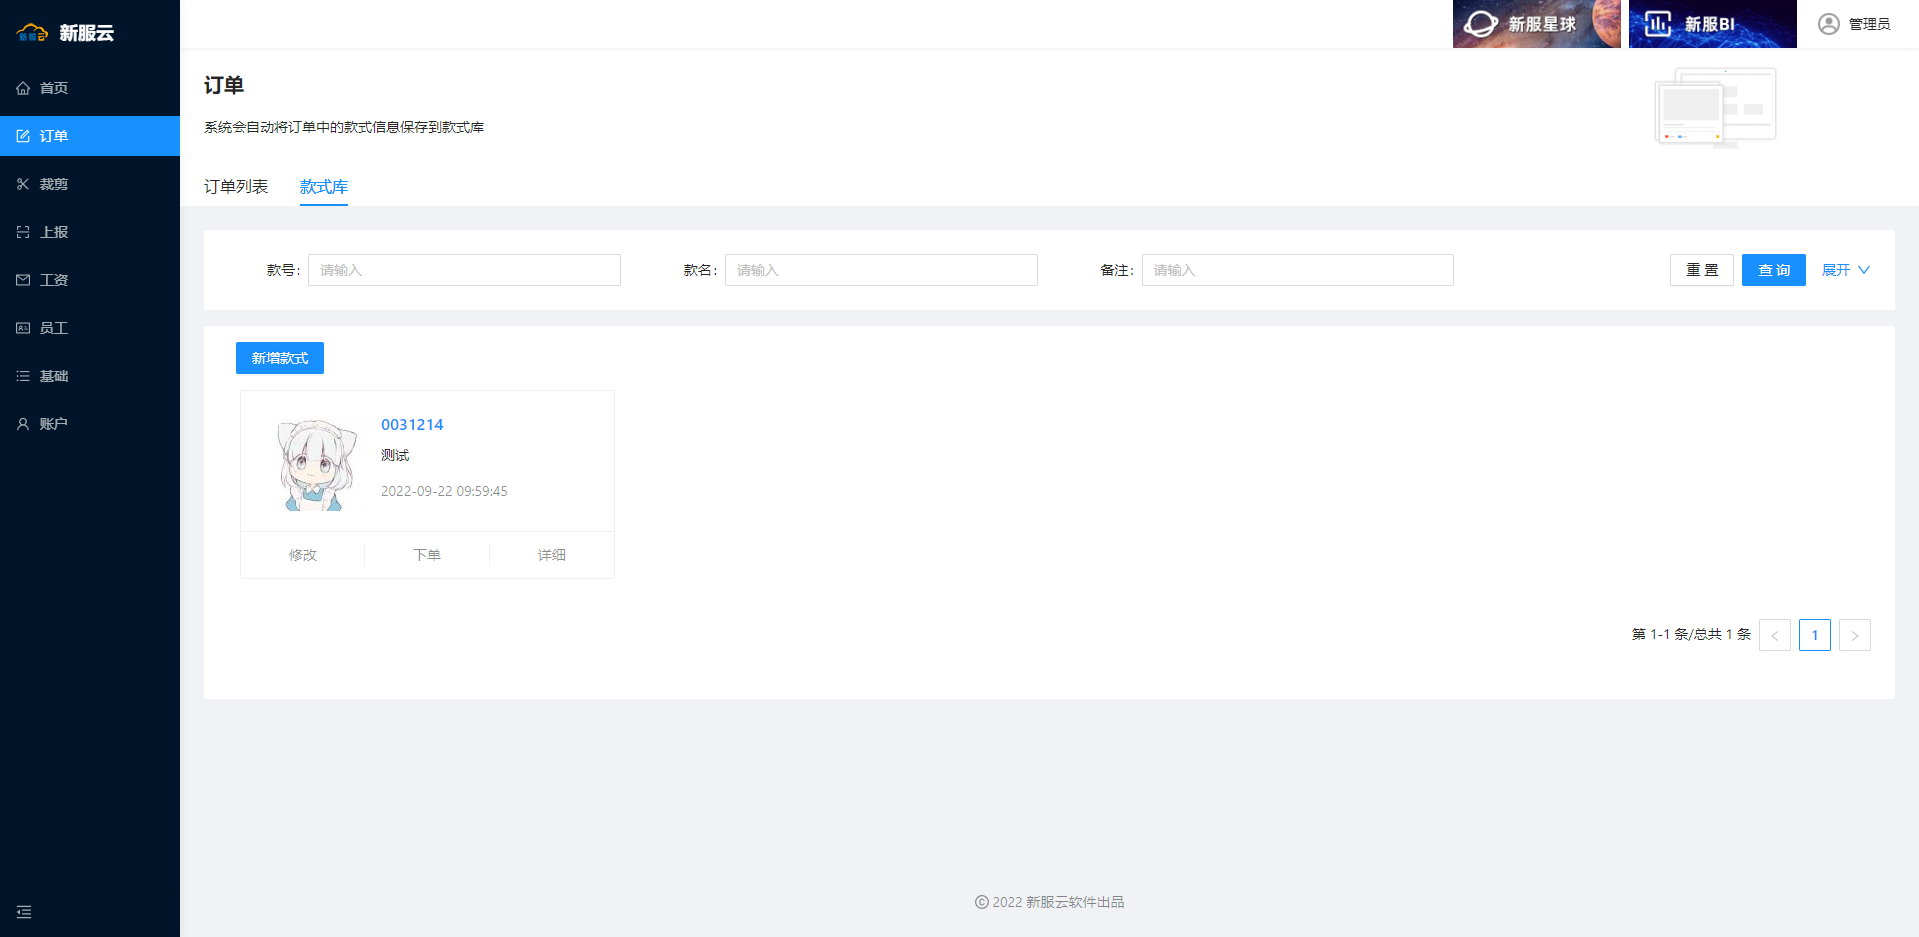 新服云
新服星球
新服BI
管理员
首页
订单
裁剪
上报
工资
员工
基础
账户
订单
系统会自动将订单中的款式信息保存到款式库
订单列表 款式库
款号: 请输入 款名: 请输入 备注: 请输入 重 置 查 询 展开
新增款式
0031214
测试
2022-09-22 09:59:45
修改 下单 详细
第 1-1 条/总共 1 条 < 1 >
© 2022 新服云软件出品